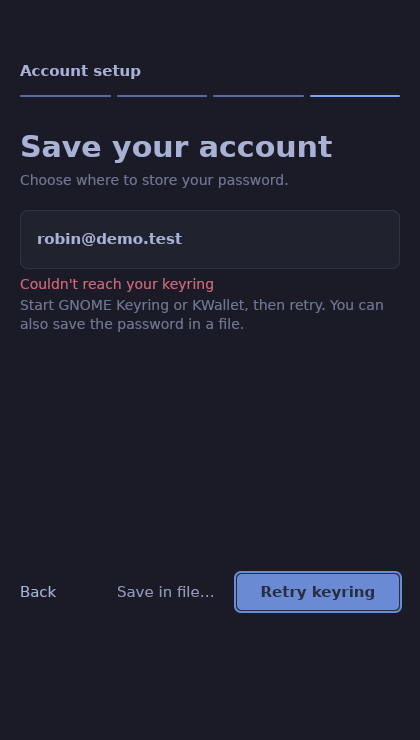 Account setup
Save your account
Choose where to store your password.
robin@demo.test
Couldn't reach your keyring
Start GNOME Keyring or KWallet, then retry. You can
also save the password in a file.
Back
Save in file…
Retry keyring